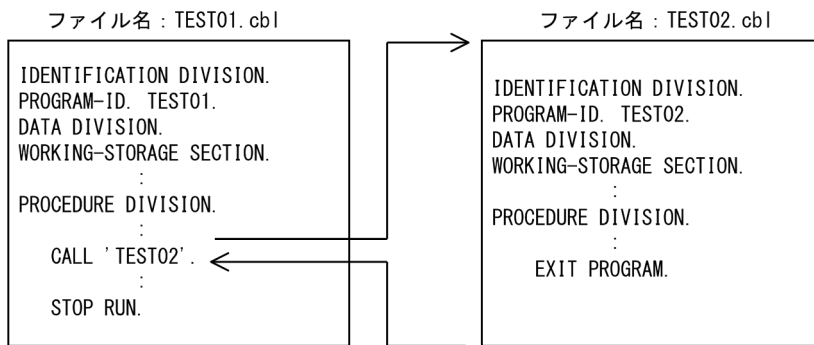 ファイル名：TEST01.cbl
IDENTIFICATION DIVISION.
PROGRAM-ID. TEST01.
DATA DIVISION.
WORKING-STORAGE SECTION.
:
PROCEDURE DIVISION.
:
CALL 'TEST02'.
:
STOP RUN.
ファイル名：TEST02.cbl
IDENTIFICATION DIVISION.
PROGRAM-ID. TEST02.
DATA DIVISION.
WORKING-STORAGE SECTION.
:
PROCEDURE DIVISION.
:
EXIT PROGRAM.